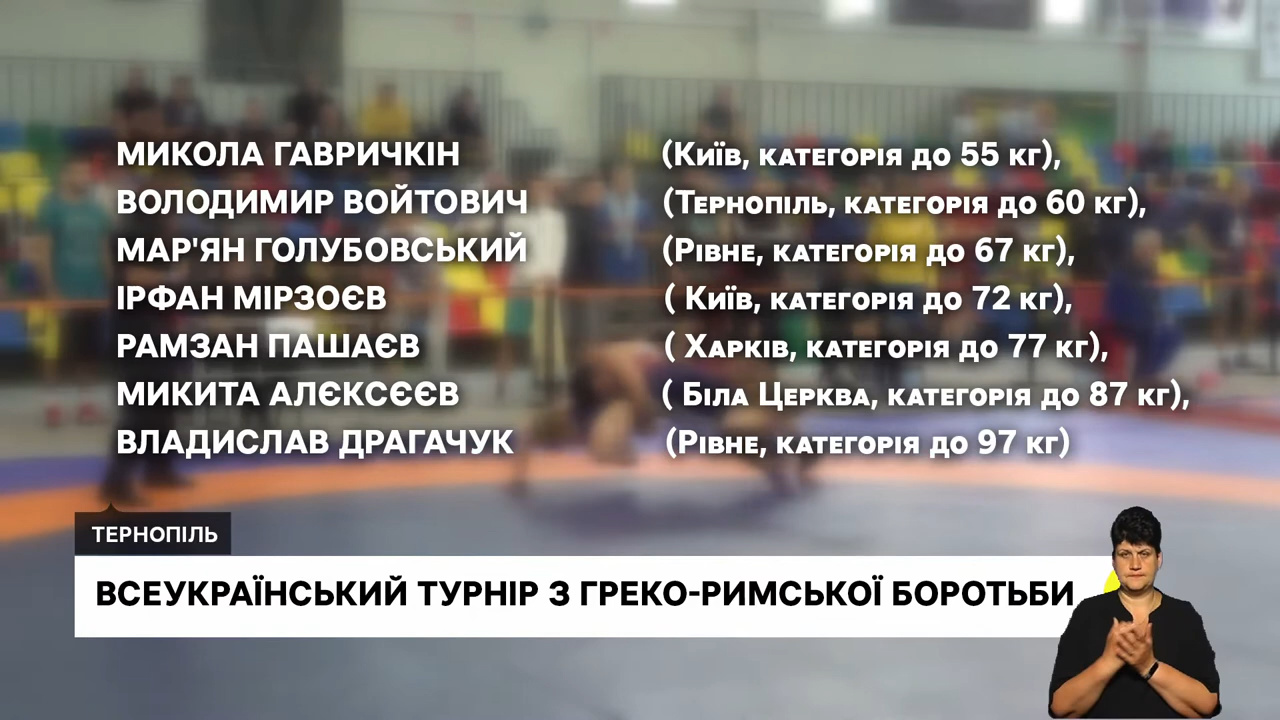 МИКОЛА ГАВРИЧКІН (Київ, категорія до 55 кг),
ВОЛОДИМИР ВОЙТОВИЧ (Тернопіль, категорія до 60 кг),
МАР'ЯН ГОЛУБОВСЬКИЙ (Рівне, категорія до 67 кг),
ІРФАН МІРЗОЄВ ( Київ, категорія до 72 кг),
РАМЗАН ПАШАЄВ ( Харків, категорія до 77 кг),
МИКИТА АЛЄКСЄЄВ ( Біла Церква, категорія до 87 кг),
ВЛАДИСЛАВ ДРАГАЧУК (Рівне, категорія до 97 кг)
ТЕРНОПІЛЬ
ВСЕУКРАЇНСЬКИЙ ТУРНІР З ГРЕКО-РИМСЬКОЇ БОРОТЬБИ